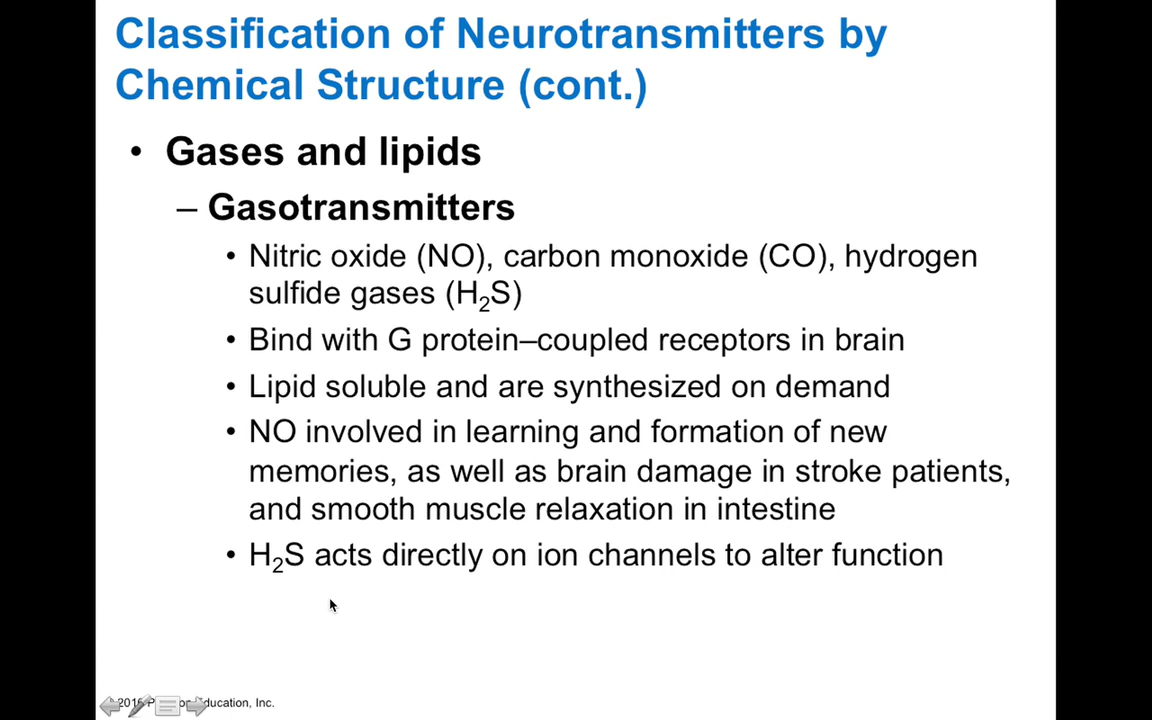 Classification of Neurotransmitters by
Chemical Structure (cont.)
• Gases and lipids
– Gasotransmitters
• Nitric oxide (NO), carbon monoxide (CO), hydrogen
sulfide gases (H₂S)
• Bind with G protein–coupled receptors in brain
• Lipid soluble and are synthesized on demand
• NO involved in learning and formation of new
memories, as well as brain damage in stroke patients,
and smooth muscle relaxation in intestine
• H₂S acts directly on ion channels to alter function
Inc.